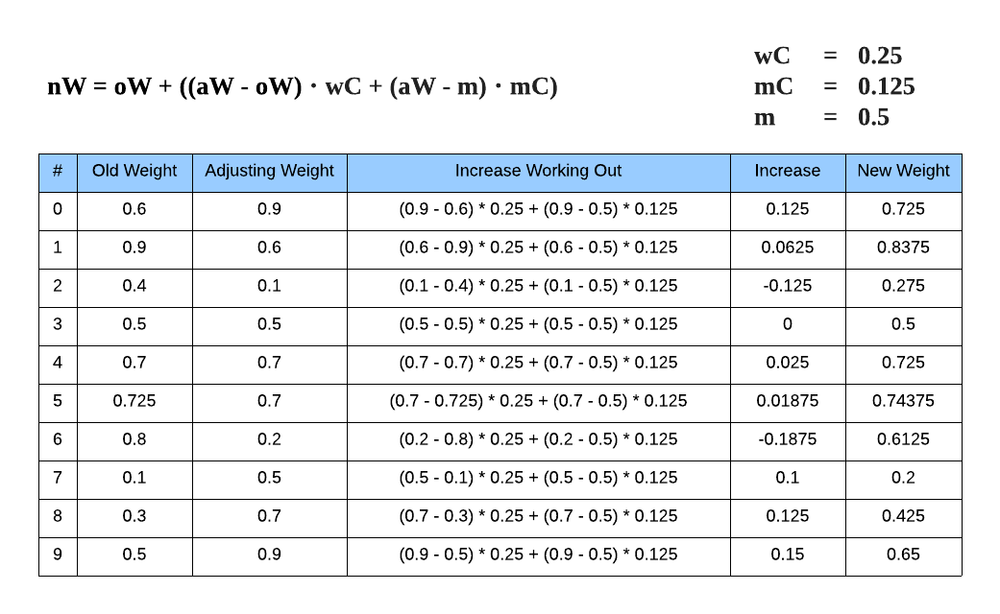 wC = 0.25
nW = oW + ((aW - oW) · wC + (aW - m) · mC)
mC = 0.125
m = 0.5
# Old Weight Adjusting Weight Increase Working Out Increase New Weight
0 0.6 0.9 (0.9 - 0.6) * 0.25 + (0.9 - 0.5) * 0.125 0.125 0.725
1 0.9 0.6 (0.6 - 0.9) * 0.25 + (0.6 - 0.5) * 0.125 0.0625 0.8375
2 0.4 0.1 (0.1 - 0.4) * 0.25 + (0.1 - 0.5) * 0.125 -0.125 0.275
3 0.5 0.5 (0.5 - 0.5) * 0.25 + (0.5 - 0.5) * 0.125 0 0.5
4 0.7 0.7 (0.7 - 0.7) * 0.25 + (0.7 - 0.5) * 0.125 0.025 0.725
5 0.725 0.7 (0.7 - 0.725) * 0.25 + (0.7 - 0.5) * 0.125 0.01875 0.74375
6 0.8 0.2 (0.2 - 0.8) * 0.25 + (0.2 - 0.5) * 0.125 -0.1875 0.6125
7 0.1 0.5 (0.5 - 0.1) * 0.25 + (0.5 - 0.5) * 0.125 0.1 0.2
8 0.3 0.7 (0.7 - 0.3) * 0.25 + (0.7 - 0.5) * 0.125 0.125 0.425
9 0.5 0.9 (0.9 - 0.5) * 0.25 + (0.9 - 0.5) * 0.125 0.15 0.65